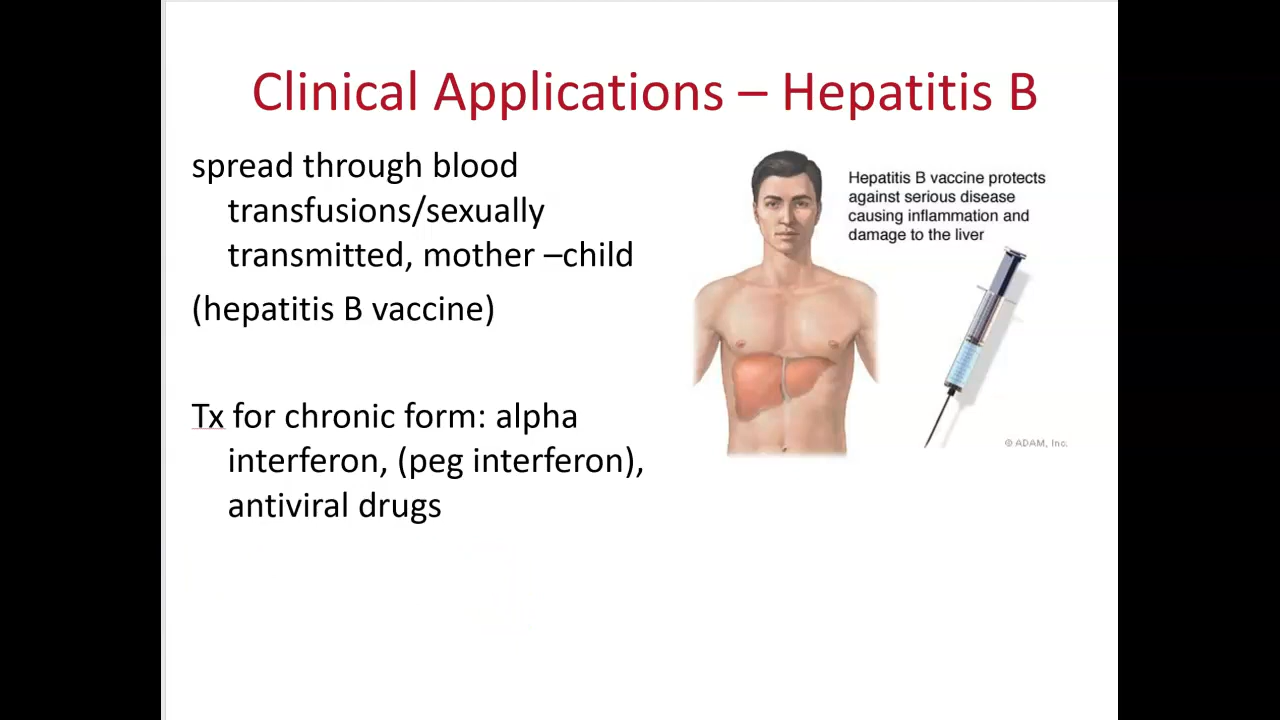 Clinical Applications – Hepatitis B
spread through blood
transfusions/sexually
transmitted, mother –child
(hepatitis B vaccine)
Tx for chronic form: alpha
interferon, (peg interferon),
antiviral drugs
Hepatitis B vaccine protects
against serious disease
causing inflammation and
damage to the liver
© ADAM, Inc.